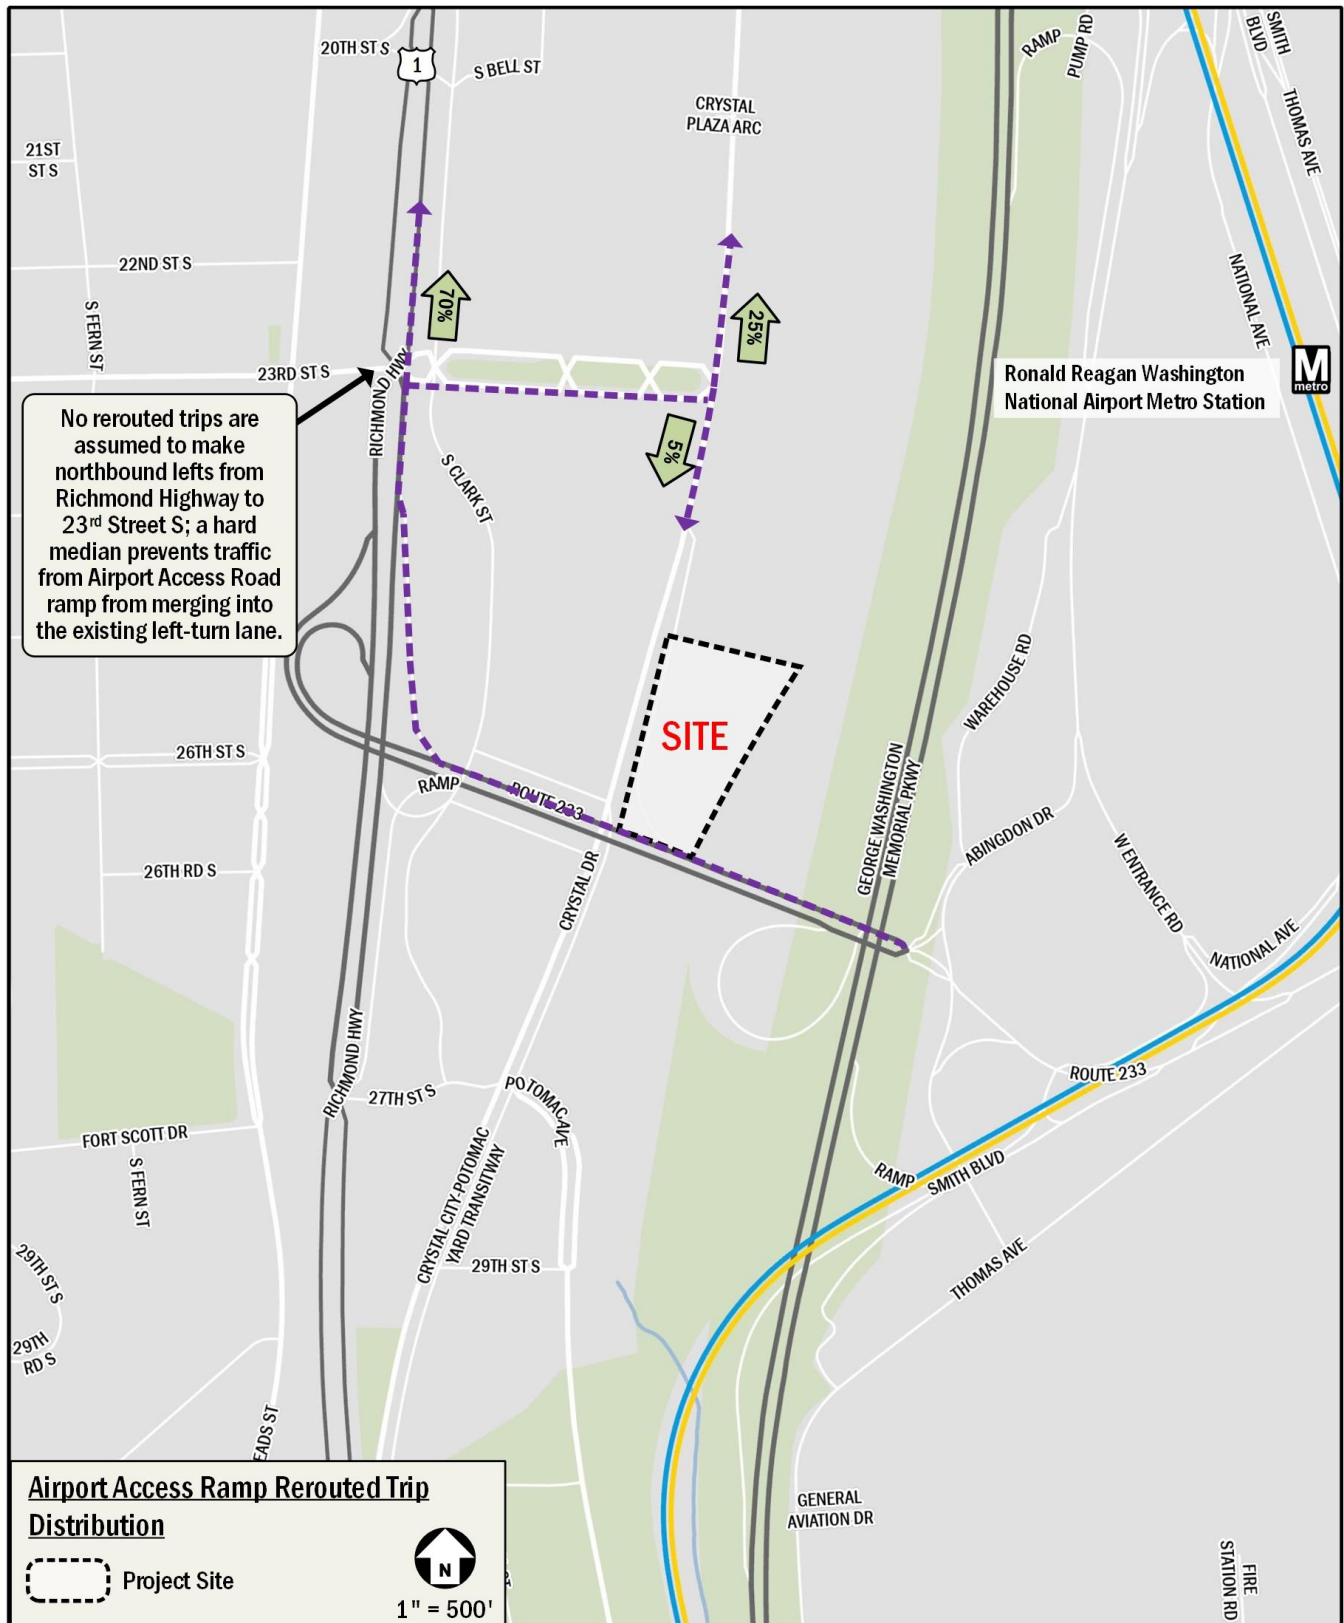 20TH ST S
1
S BELL ST
CRYSTAL
PLAZA ARC
RAMP
PUMP RD
SMITH
BLVD
THOMAS AVE
21ST
ST S
22ND ST S
S FERN ST
70%
25%
NATIONAL AVE
23RD ST S
RICHMOND HWY
Ronald Reagan Washington
National Airport Metro Station
M
metro
No rerouted trips are
assumed to make
northbound lefts from
Richmond Highway to
23rd Street S; a hard
median prevents traffic
from Airport Access Road
ramp from merging into
the existing left-turn lane.
5%
S CLARK ST
SITE
WAREHOUSE RD
26TH ST S
RAMP
ROUTE 233
GEORGE WASHINGTON
MEMORIAL PKWY
ABINGDON DR
26TH RD S
CRYSTAL DR
W ENTRANCE RD
NATIONAL AVE
RICHMOND HWY
27TH ST S
POTOMAC AVE
ROUTE 233
FORT SCOTT DR
S FERN ST
CRYSTAL CITY-POTOMAC
YARD TRANSITWAY
RAMP
SMITH BLVD
29TH ST S
29TH ST S
THOMAS AVE
29TH
RD S
EADS ST
GENERAL
AVIATION DR
FIRE
STATION RD
Airport Access Ramp Rerouted Trip
Distribution
Project Site
N
1" = 500'